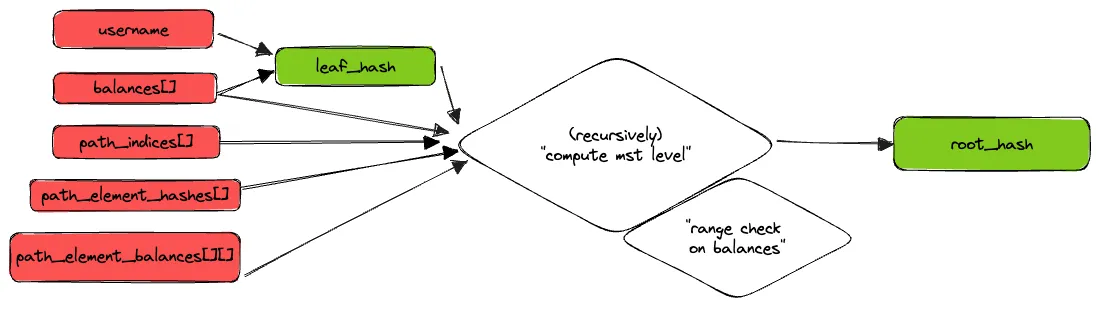 username
leaf_hash
balances[]
path_indices[]
path_element_hashes[]
path_element_balances[][]
(recursively)
"compute mst level"
"range check
on balances"
root_hash